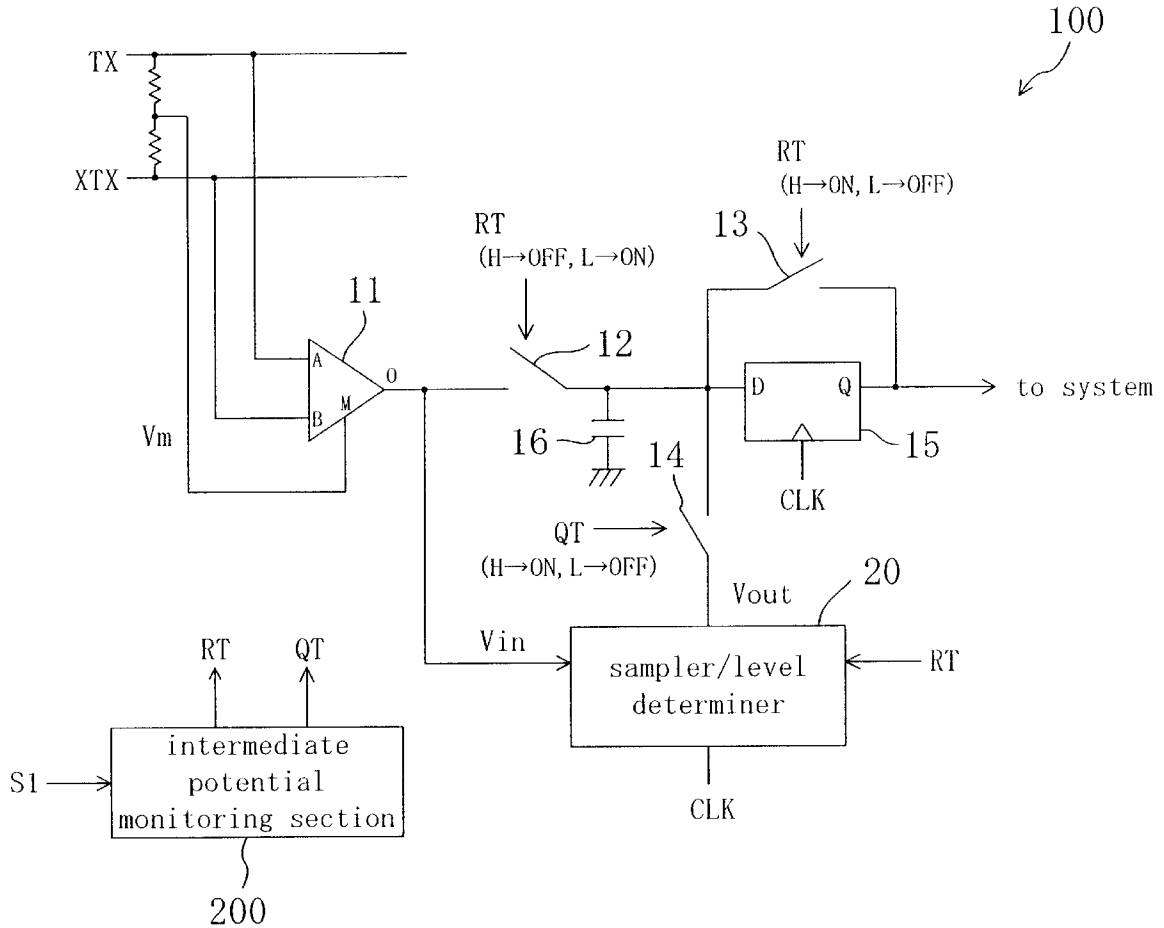 100
TX
XTX
RT
(H→ON, L→OFF)
13
RT
(H→OFF, L→ON)
11
12
A
O
M
B
D
Q
to system
Vm
16
14
15
CLK
QT
(H→ON, L→OFF)
Vout
20
Vin
RT
QT
sampler/level
determiner
RT
intermediate
potential
monitoring section
S1
CLK
200